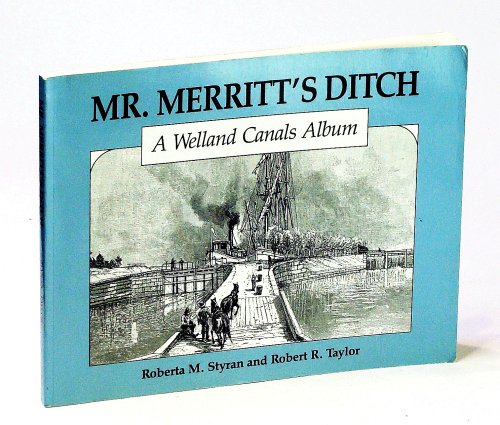 MR. MERRITT'S DITCH
A Welland Canals Album
Roberta M. Styran and Robert R. Taylor